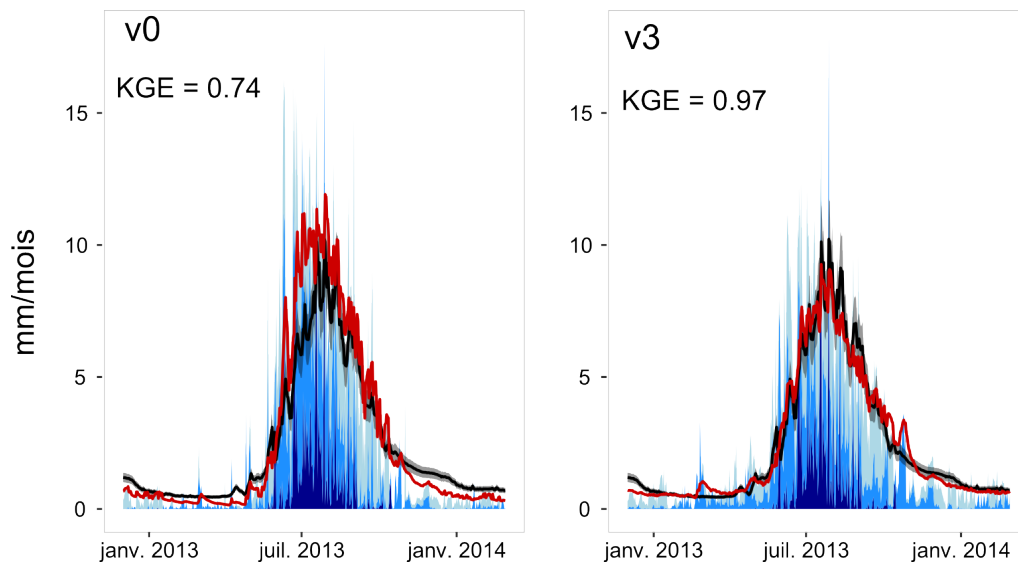 v0
v3
KGE = 0.74
KGE = 0.97
mm/mois
15
10
5
0
15
10
5
0
janv. 2013
juil. 2013
janv. 2014
janv. 2013
juil. 2013
janv. 2014